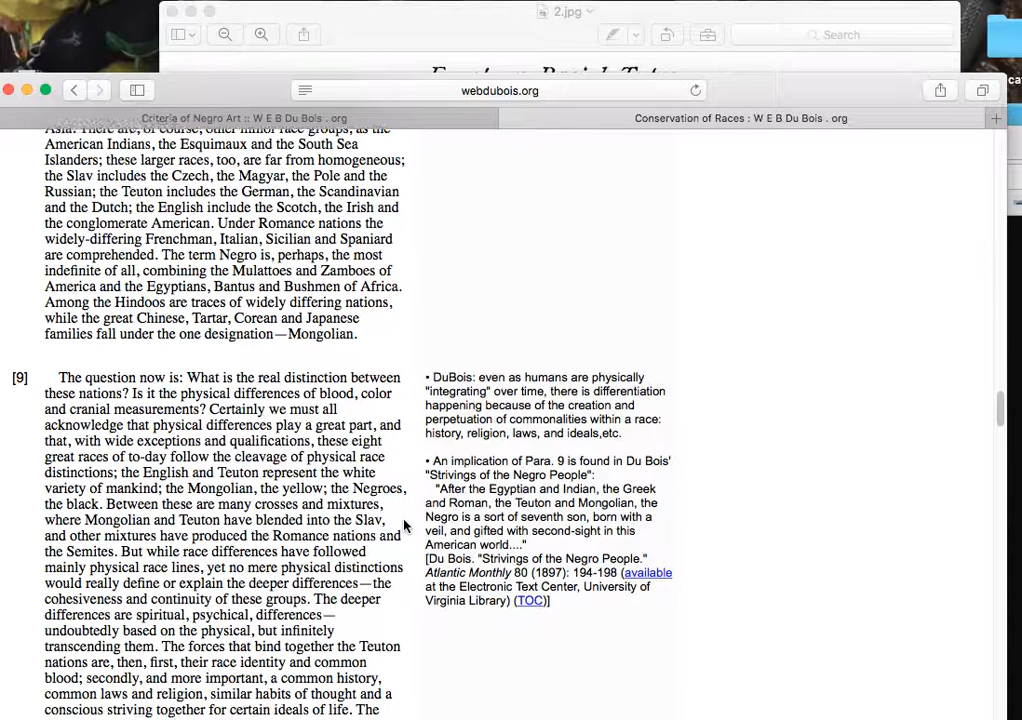 2.jpg
Search
webdubois.org
Criteria of Negro Art :: W E B Du Bois . org
Conservation of Races : W E B Du Bois . org
Asia. There are, of course, other minor race groups, as the
American Indians, the Esquimaux and the South Sea
Islanders; these larger races, too, are far from homogeneous;
the Slav includes the Czech, the Magyar, the Pole and the
Russian; the Teuton includes the German, the Scandinavian
and the Dutch; the English include the Scotch, the Irish and
the conglomerate American. Under Romance nations the
widely-differing Frenchman, Italian, Sicilian and Spaniard
are comprehended. The term Negro is, perhaps, the most
indefinite of all, combining the Mulattoes and Zamboes of
America and the Egyptians, Bantus and Bushmen of Africa.
Among the Hindoos are traces of widely differing nations,
while the great Chinese, Tartar, Corean and Japanese
families fall under the one designation—Mongolian.
[9] The question now is: What is the real distinction between
these nations? Is it the physical differences of blood, color
and cranial measurements? Certainly we must all
acknowledge that physical differences play a great part, and
that, with wide exceptions and qualifications, these eight
great races of to-day follow the cleavage of physical race
distinctions; the English and Teuton represent the white
variety of mankind; the Mongolian, the yellow; the Negroes,
the black. Between these are many crosses and mixtures,
where Mongolian and Teuton have blended into the Slav,
and other mixtures have produced the Romance nations and
the Semites. But while race differences have followed
mainly physical race lines, yet no mere physical distinctions
would really define or explain the deeper differences—the
cohesiveness and continuity of these groups. The deeper
differences are spiritual, psychical, differences—
undoubtedly based on the physical, but infinitely
transcending them. The forces that bind together the Teuton
nations are, then, first, their race identity and common
blood; secondly, and more important, a common history,
common laws and religion, similar habits of thought and a
conscious striving together for certain ideals of life. The
• DuBois: even as humans are physically
"integrating" over time, there is differentiation
happening because of the creation and
perpetuation of commonalities within a race:
history, religion, laws, and ideals,etc.
• An implication of Para. 9 is found in Du Bois'
"Strivings of the Negro People":
"After the Egyptian and Indian, the Greek
and Roman, the Teuton and Mongolian, the
Negro is a sort of seventh son, born with a
veil, and gifted with second-sight in this
American world...."
[Du Bois. "Strivings of the Negro People."
Atlantic Monthly 80 (1897): 194-198 (available
at the Electronic Text Center, University of
Virginia Library) (TOC)]